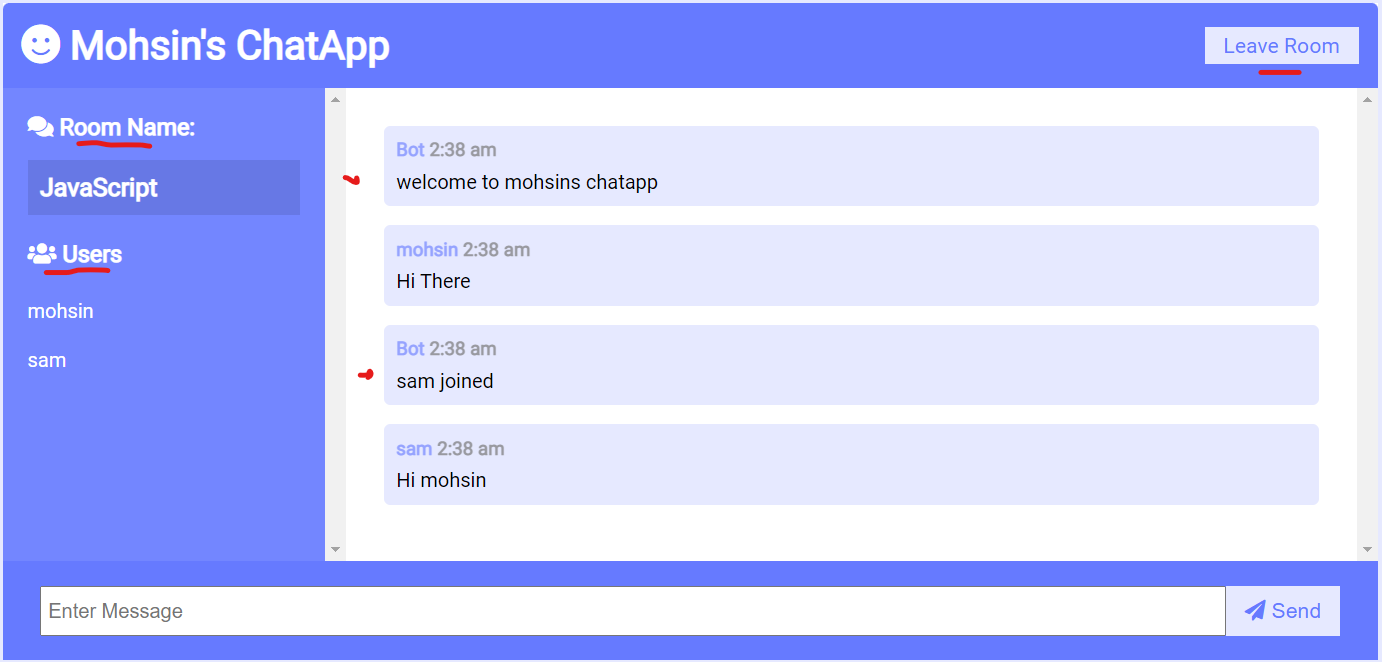 Mohsin's ChatApp
Leave Room
Room Name:
JavaScript
Users
mohsin
sam
Bot 2:38 am
welcome to mohsins chatapp
mohsin 2:38 am
Hi There
Bot 2:38 am
sam joined
sam 2:38 am
Hi mohsin
Enter Message
Send